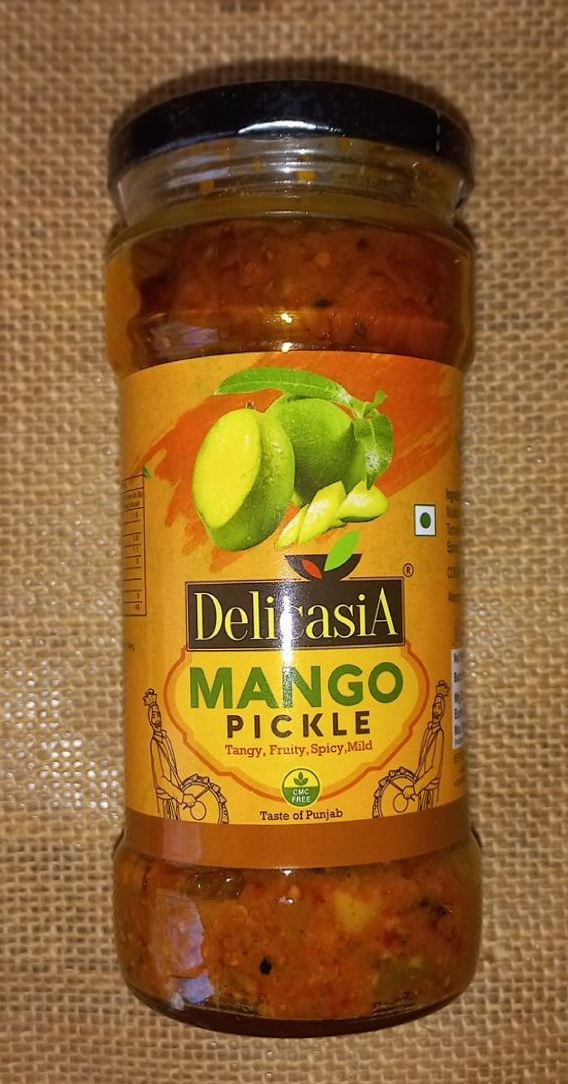 DelicasiA
®
MANGO
PICKLE
Tangy, Fruity, Spicy,Mild
CMC
FREE
Taste of Punjab